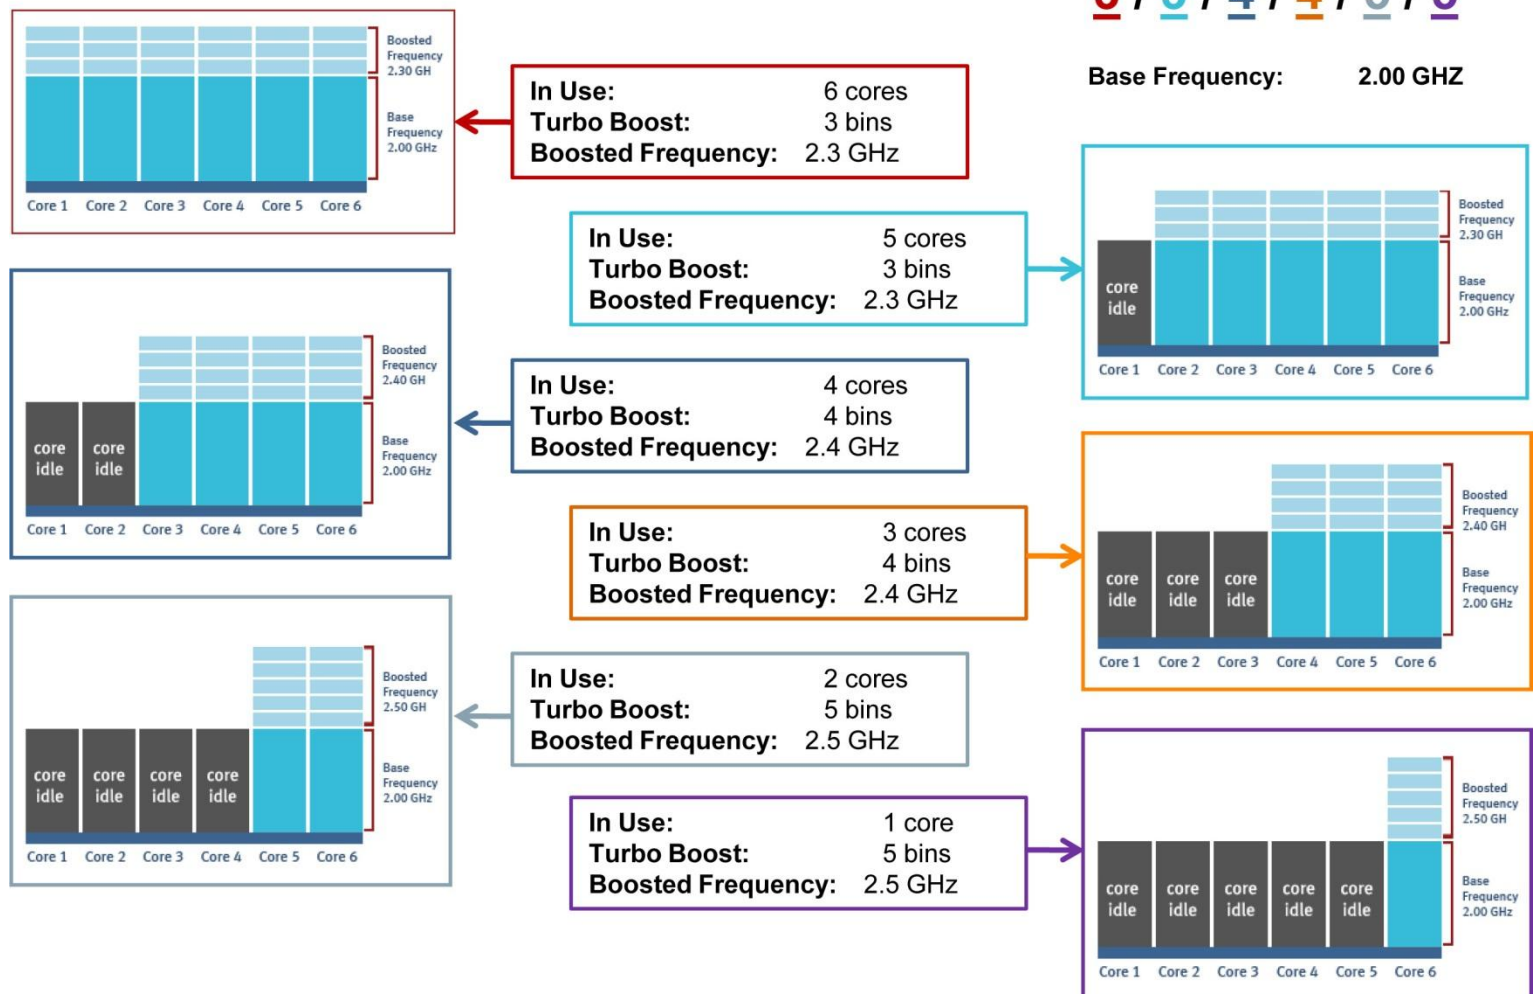 Base Frequency: 2.00 GHZ
Boosted
Frequency
2.30 GH
Base
Frequency
2.00 GHz
Core 1 Core 2 Core 3 Core 4 Core 5 Core 6
In Use: 6 cores
Turbo Boost: 3 bins
Boosted Frequency: 2.3 GHz
In Use: 5 cores
Turbo Boost: 3 bins
Boosted Frequency: 2.3 GHz
core
idle
Boosted
Frequency
2.30 GH
Base
Frequency
2.00 GHz
Core 1 Core 2 Core 3 Core 4 Core 5 Core 6
Boosted
Frequency
2.40 GH
Base
Frequency
2.00 GHz
core core
idle idle
Core 1 Core 2 Core 3 Core 4 Core 5 Core 6
In Use: 4 cores
Turbo Boost: 4 bins
Boosted Frequency: 2.4 GHz
In Use: 3 cores
Turbo Boost: 4 bins
Boosted Frequency: 2.4 GHz
Boosted
Frequency
2.40 GH
Base
Frequency
2.00 GHz
core core core
idle idle idle
Core 1 Core 2 Core 3 Core 4 Core 5 Core 6
Boosted
Frequency
2.50 GH
Base
Frequency
2.00 GHz
core core core core
idle idle idle idle
Core 1 Core 2 Core 3 Core 4 Core 5 Core 6
In Use: 2 cores
Turbo Boost: 5 bins
Boosted Frequency: 2.5 GHz
In Use: 1 core
Turbo Boost: 5 bins
Boosted Frequency: 2.5 GHz
Boosted
Frequency
2.50 GH
Base
Frequency
2.00 GHz
core core core core core
idle idle idle idle idle
Core 1 Core 2 Core 3 Core 4 Core 5 Core 6